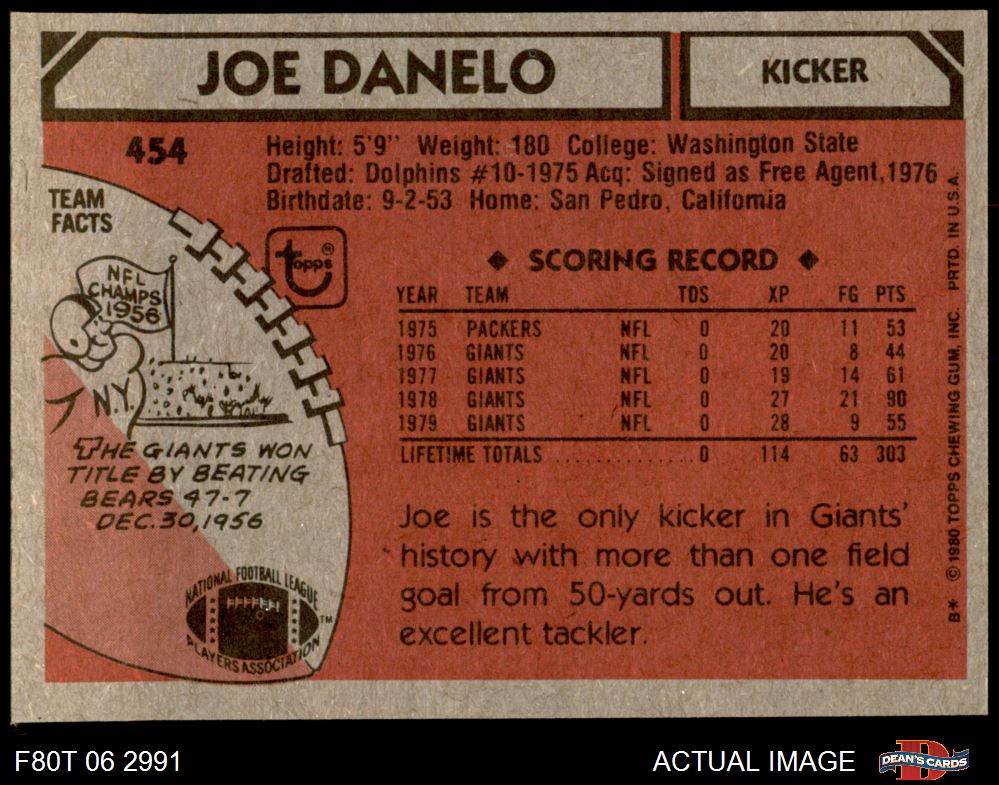 JOE DANELO
KICKER
454
Height: 5'9" Weight: 180 College: Washington State
Drafted: Dolphins #10-1975 Acq: Signed as Free Agent, 1976
Birthdate: 9-2-53 Home: San Pedro, California
TEAM
FACTS
NFL
CHAMPS
1956
N.Y.
THE GIANTS WON
TITLE BY BEATING
BEARS 47-7
DEC. 30, 1956
topps ®
◆ SCORING RECORD ◆
YEAR TEAM TDS XP FG PTS
1975 PACKERS NFL 0 20 11 53
1976 GIANTS NFL 0 20 8 44
1977 GIANTS NFL 0 19 14 61
1978 GIANTS NFL 0 27 21 90
1979 GIANTS NFL 0 28 9 55
LIFETIME TOTALS ............... 0 114 63 303
Joe is the only kicker in Giants'
history with more than one field
goal from 50-yards out. He's an
excellent tackler.
NATIONAL FOOTBALL LEAGUE
PLAYERS ASSOCIATION
TM
B* © 1980 TOPPS CHEWING GUM, INC. PRTD. IN U.S.A.
F80T 06 2991
ACTUAL IMAGE
DEAN'S CARDS